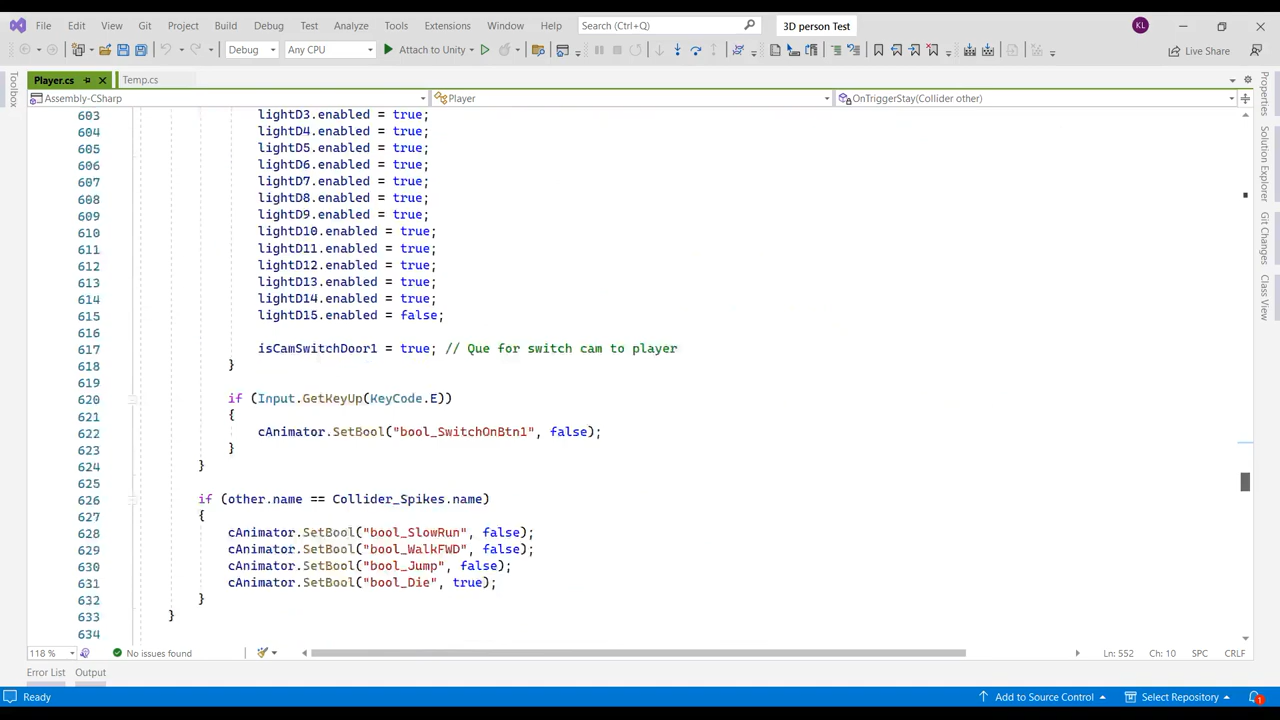 File Edit View Git Project Build Debug Test Analyze Tools Extensions Window Help Search (Ctrl+Q) 3D person Test KL
Debug Any CPU Attach to Unity Live Share
Player.cs Temp.cs
Assembly-CSharp Player OnTriggerStay(Collider other)
Toolbox
Properties
Solution Explorer
Git Changes
Class View
603 lightD3.enabled = true;
604 lightD4.enabled = true;
605 lightD5.enabled = true;
606 lightD6.enabled = true;
607 lightD7.enabled = true;
608 lightD8.enabled = true;
609 lightD9.enabled = true;
610 lightD10.enabled = true;
611 lightD11.enabled = true;
612 lightD12.enabled = true;
613 lightD13.enabled = true;
614 lightD14.enabled = true;
615 lightD15.enabled = false;
616
617 isCamSwitchDoor1 = true; // Que for switch cam to player
618 }
619
620 if (Input.GetKeyUp(KeyCode.E))
621 {
622 cAnimator.SetBool("bool_SwitchOnBtn1", false);
623 }
624 }
625
626 if (other.name == Collider_Spikes.name)
627 {
628 cAnimator.SetBool("bool_SlowRun", false);
629 cAnimator.SetBool("bool_WalkFWD", false);
630 cAnimator.SetBool("bool_Jump", false);
631 cAnimator.SetBool("bool_Die", true);
632 }
633 }
634
118 % No issues found Ln: 552 Ch: 10 SPC CRLF
Error List Output
Ready Add to Source Control Select Repository 1